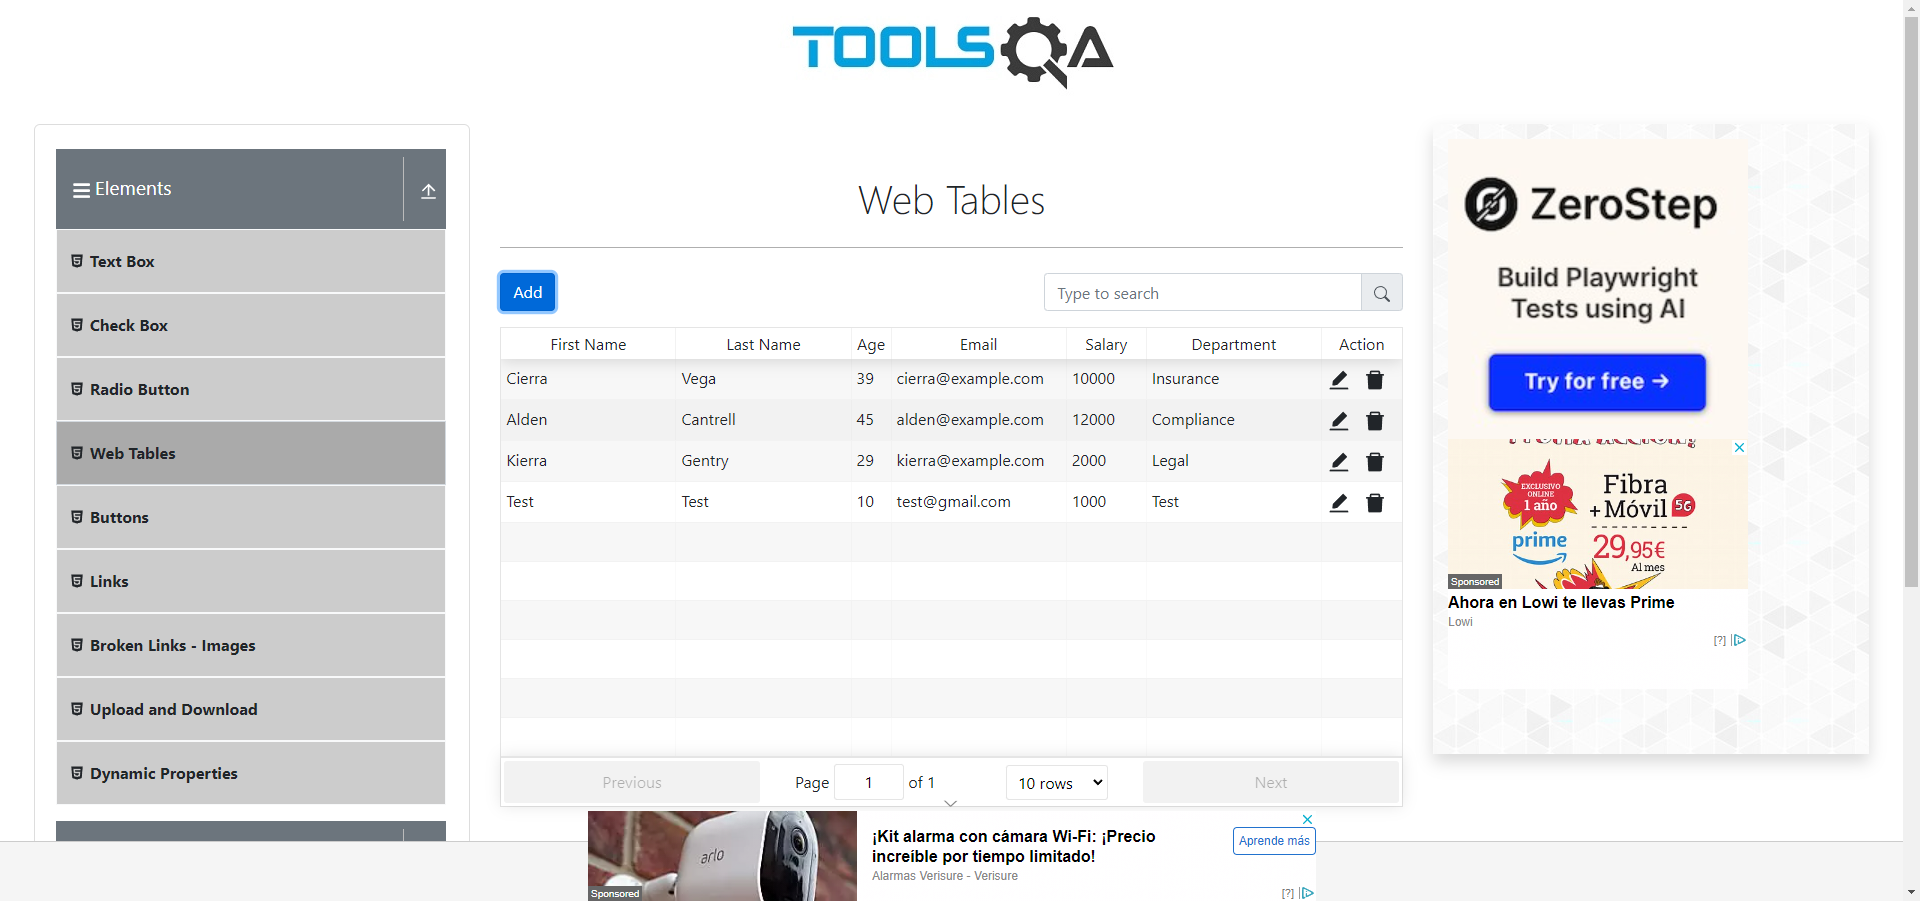 TOOLSQA
Elements
Text Box
Check Box
Radio Button
Web Tables
Buttons
Links
Broken Links - Images
Upload and Download
Dynamic Properties
Web Tables
Add
Type to search
First Name Last Name Age Email Salary Department Action
Cierra Vega 39 cierra@example.com 10000 Insurance
Alden Cantrell 45 alden@example.com 12000 Compliance
Kierra Gentry 29 kierra@example.com 2000 Legal
Test Test 10 test@gmail.com 1000 Test
Previous Page 1 of 1 10 rows Next
ZeroStep
Build Playwright
Tests using AI
Try for free →
EXCLUSIVO
ONLINE
1 año
Fibra
+Móvil 5G
prime
29,95€
Al mes
Sponsored
Ahora en Lowi te llevas Prime
Lowi
[?]
arlo
Sponsored
¡Kit alarma con cámara Wi-Fi: ¡Precio
increíble por tiempo limitado!
Alarmas Verisure - Verisure
Aprende más
[?]